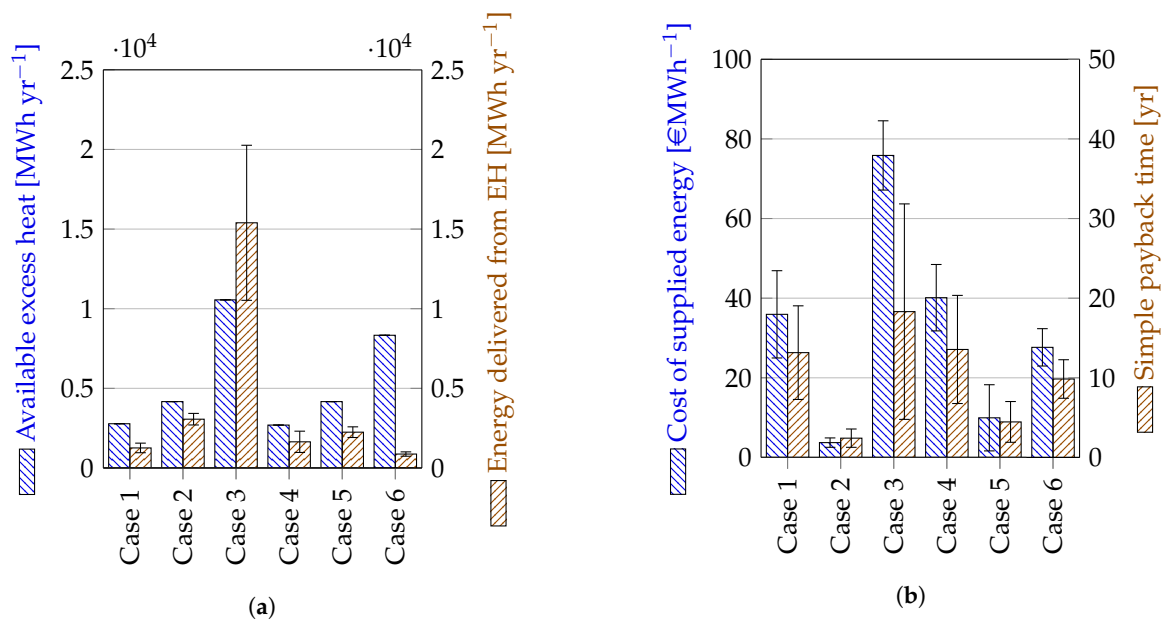 ·10⁴
·10⁴
2.5
2
1.5
1
0.5
0
2.5
2
1.5
1
0.5
0
Available excess heat [MWh yr⁻¹]
Energy delivered from EH [MWh yr⁻¹]
Case 1
Case 2
Case 3
Case 4
Case 5
Case 6
(a)
100
80
60
40
20
0
50
40
30
20
10
0
Cost of supplied energy [€MWh⁻¹]
Simple payback time [yr]
Case 1
Case 2
Case 3
Case 4
Case 5
Case 6
(b)